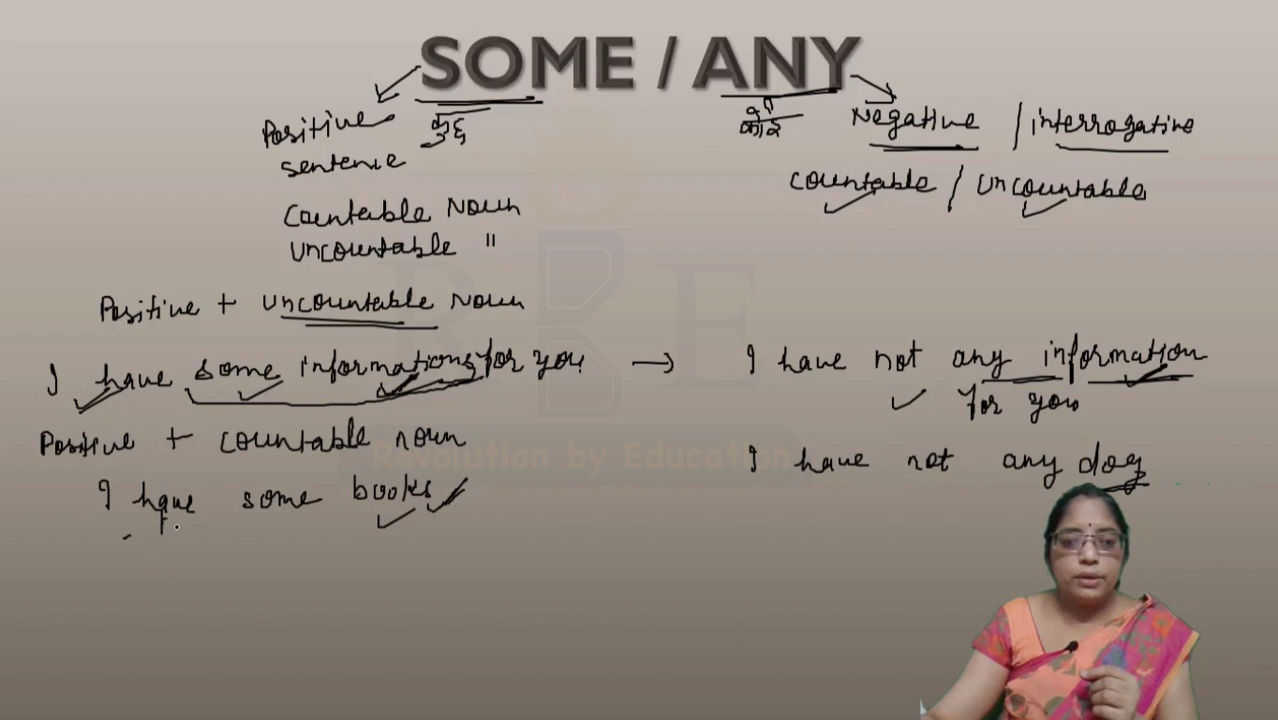 SOME / ANY
Positive
sentence
कुछ
Negative / interrogative
countable / uncountable
Countable Noun
Uncountable "
Positive + uncountable Noun
I have some informations for you
→ I have not any information
for you
Positive + countable noun
I have not any dog
I have some books
R B E
Revolution by Education